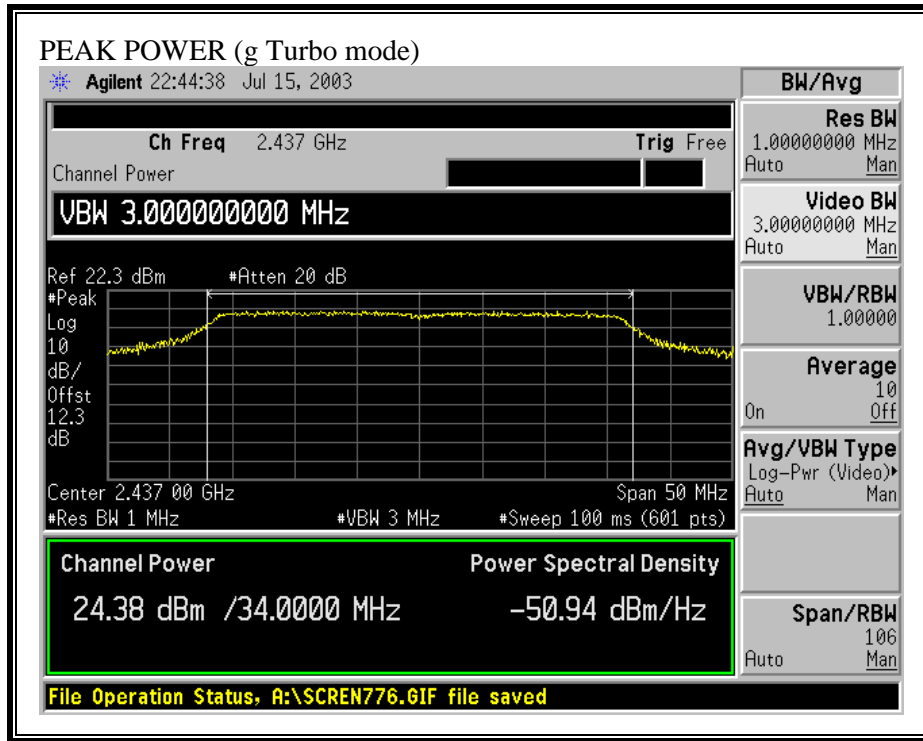 PEAK POWER (g Turbo mode)
Agilent 22:44:38 Jul 15, 2003
BW/Avg
Ch Freq 2.437 GHz Trig Free
Channel Power
VBW 3.000000000 MHz
Ref 22.3 dBm #Atten 20 dB
#Peak
Log
10
dB/
Offst
12.3
dB
Center 2.437 00 GHz Span 50 MHz
#Res BW 1 MHz #VBW 3 MHz #Sweep 100 ms (601 pts)
Channel Power Power Spectral Density
24.38 dBm /34.0000 MHz -50.94 dBm/Hz
File Operation Status, A:\SCREN776.GIF file saved
Res BW
1.00000000 MHz
Auto Man
Video BW
3.00000000 MHz
Auto Man
VBW/RBW
1.00000
Average
10
On Off
Avg/VBW Type
Log-Pwr (Video)▸
Auto Man
Span/RBW
106
Auto Man